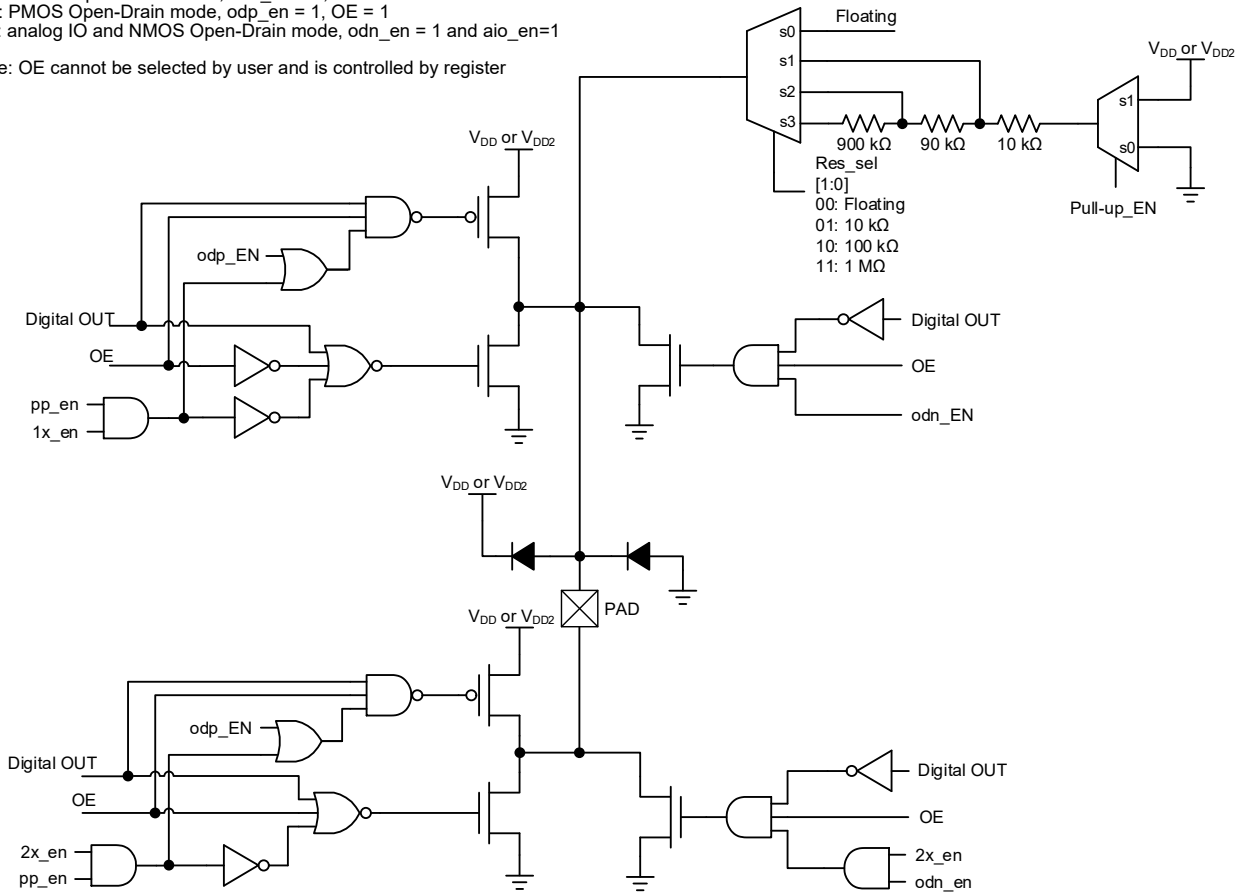 : PMOS Open-Drain mode, odp_en = 1, OE = 1
: analog IO and NMOS Open-Drain mode, odn_en = 1 and aio_en=1
e: OE cannot be selected by user and is controlled by register
Floating
s0
s1
s2
s3
900 kΩ
90 kΩ
10 kΩ
VDD or VDD2
s1
s0
Pull-up_EN
Res_sel
[1:0]
00: Floating
01: 10 kΩ
10: 100 kΩ
11: 1 MΩ
VDD or VDD2
odp_EN
Digital OUT
OE
pp_en
1x_en
Digital OUT
OE
odn_EN
VDD or VDD2
PAD
VDD or VDD2
odp_EN
Digital OUT
OE
2x_en
pp_en
Digital OUT
OE
2x_en
odn_en